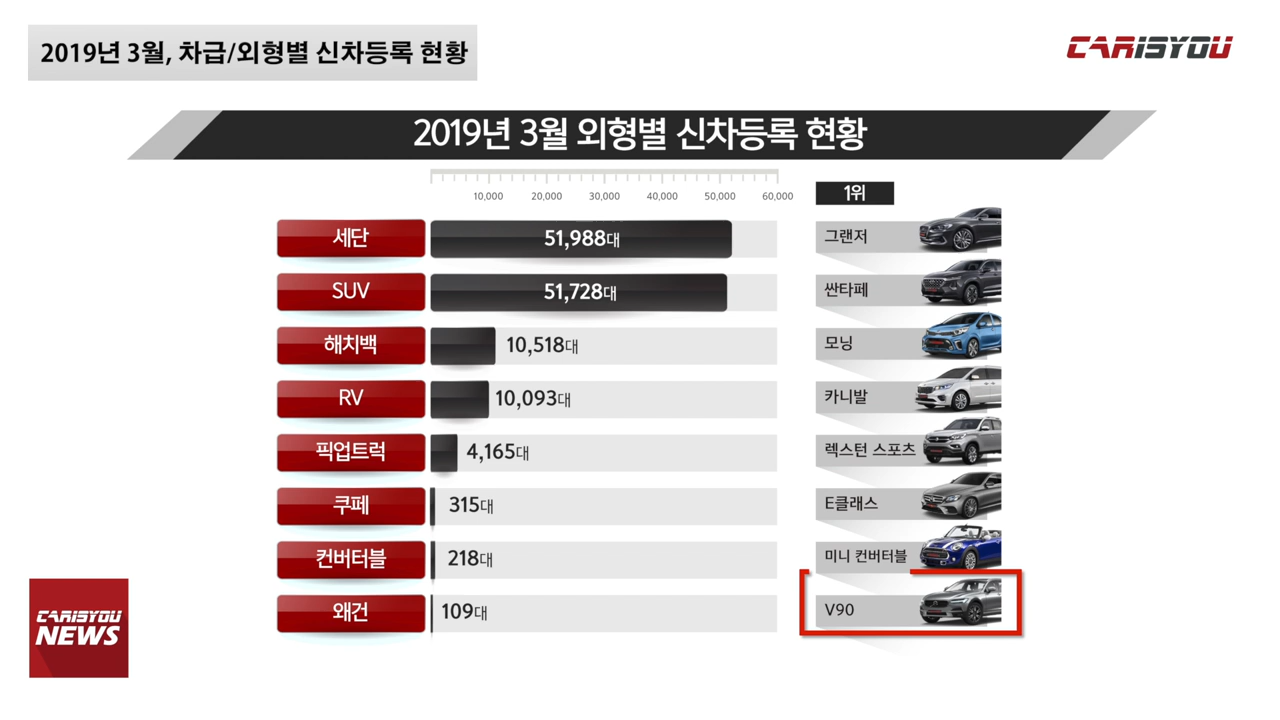 2019년 3월, 차급/외형별 신차등록 현황
CARISYOU
2019년 3월 외형별 신차등록 현황
10,000 20,000 30,000 40,000 50,000 60,000
1위
세단 51,988대 그랜저
SUV 51,728대 싼타페
해치백 10,518대 모닝
RV 10,093대 카니발
픽업트럭 4,165대 렉스턴 스포츠
쿠페 315대 E클래스
컨버터블 218대 미니 컨버터블
왜건 109대 V90
CARISYOU
NEWS